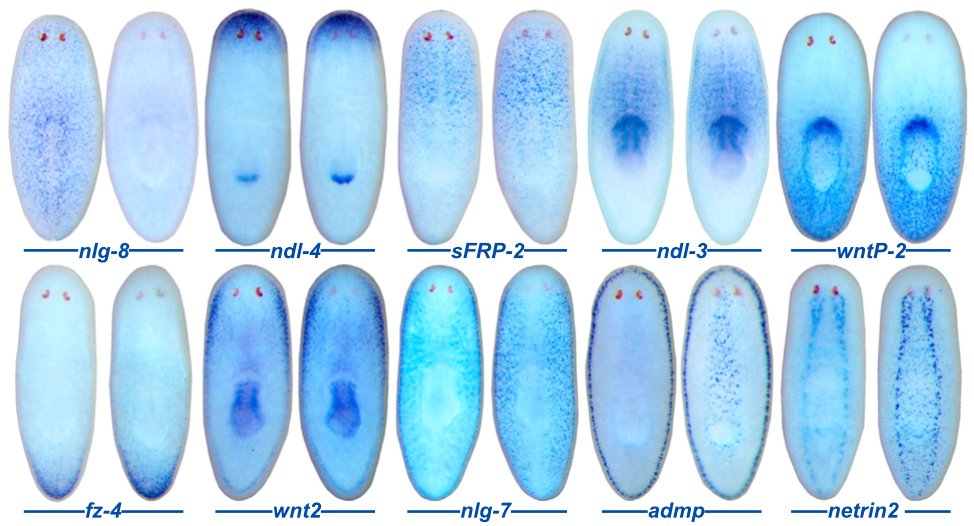 nlg-8 ndl-4 sFRP-2 ndl-3 wntP-2
fz-4 wnt2 nlg-7 admp netrin2